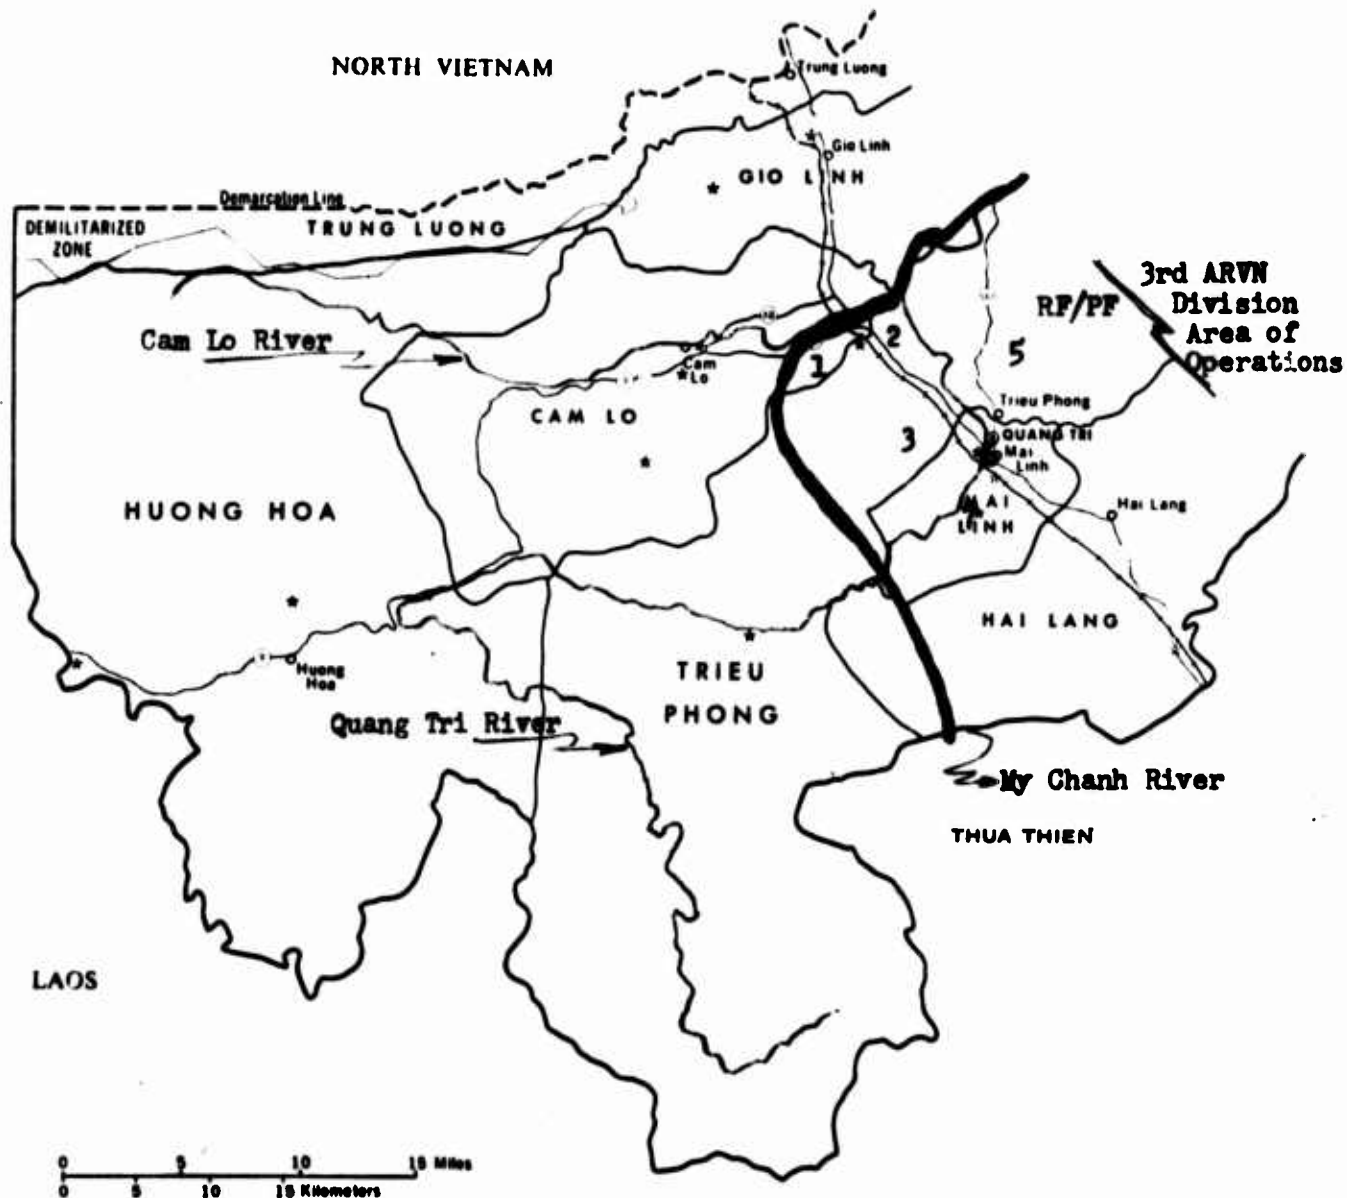 NORTH VIETNAM
Trung Luong
Gio Linh
GIO LINH
Demarcation Line
DEMILITARIZED
ZONE
TRUNG LUONG
3rd ARVN
Division
Area of
Operations
RF/PF
Cam Lo River
1
2
5
3
Cam
Lo
CAM LO
Trieu Phong
QUANG TRI
Mai
Linh
MAI
LINH
Hai Lang
HUONG HOA
HAI LANG
Huong
Hoa
TRIEU
PHONG
Quang Tri River
My Chanh River
THUA THIEN
LAOS
0 5 10 15 Miles
0 5 10 15 Kilometers